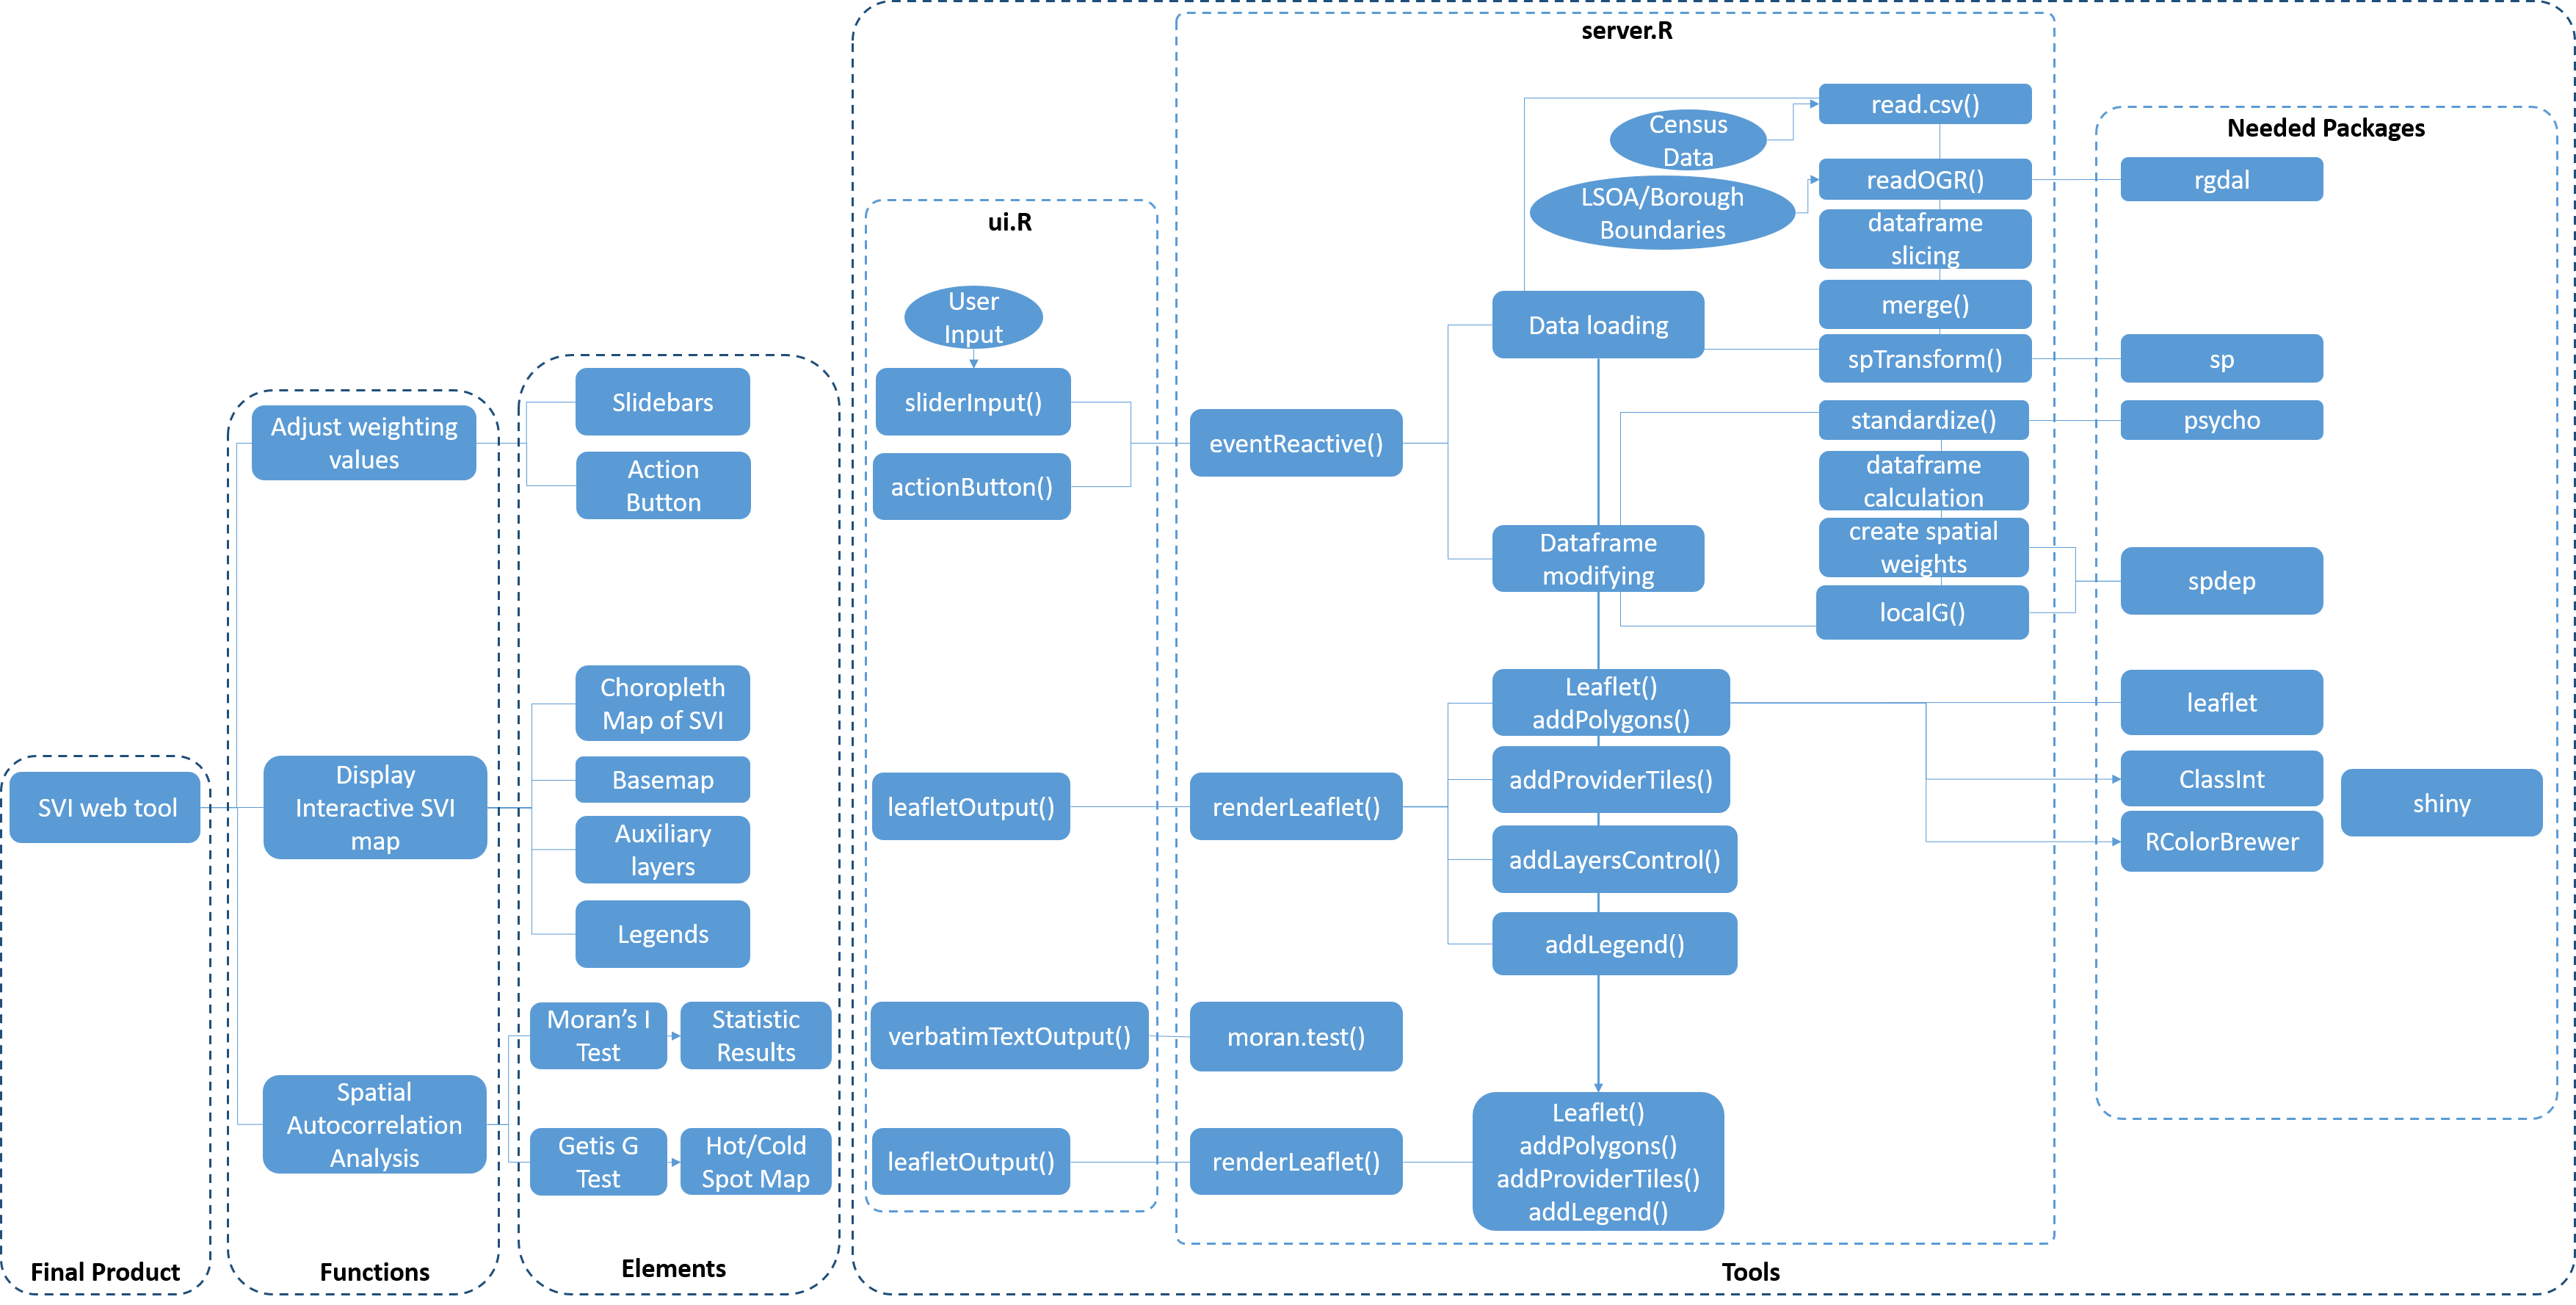 SVI web tool
Final Product
Adjust weighting
values
Display
Interactive SVI
map
Spatial
Autocorrelation
Analysis
Functions
Slidebars
Action
Button
Choropleth
Map of SVI
Basemap
Auxiliary
layers
Legends
Moran’s I
Test
Statistic
Results
Getis G
Test
Hot/Cold
Spot Map
Elements
ui.R
User
Input
sliderInput()
actionButton()
leafletOutput()
verbatimTextOutput()
leafletOutput()
server.R
eventReactive()
renderLeaflet()
moran.test()
renderLeaflet()
Data loading
Dataframe
modifying
Leaflet()
addPolygons()
addProviderTiles()
addLayersControl()
addLegend()
Leaflet()
addPolygons()
addProviderTiles()
addLegend()
Census
Data
LSOA/Borough
Boundaries
read.csv()
readOGR()
dataframe
slicing
merge()
spTransform()
standardize()
dataframe
calculation
create spatial
weights
localG()
Needed Packages
rgdal
sp
psycho
spdep
leaflet
ClassInt
RColorBrewer
shiny
Tools